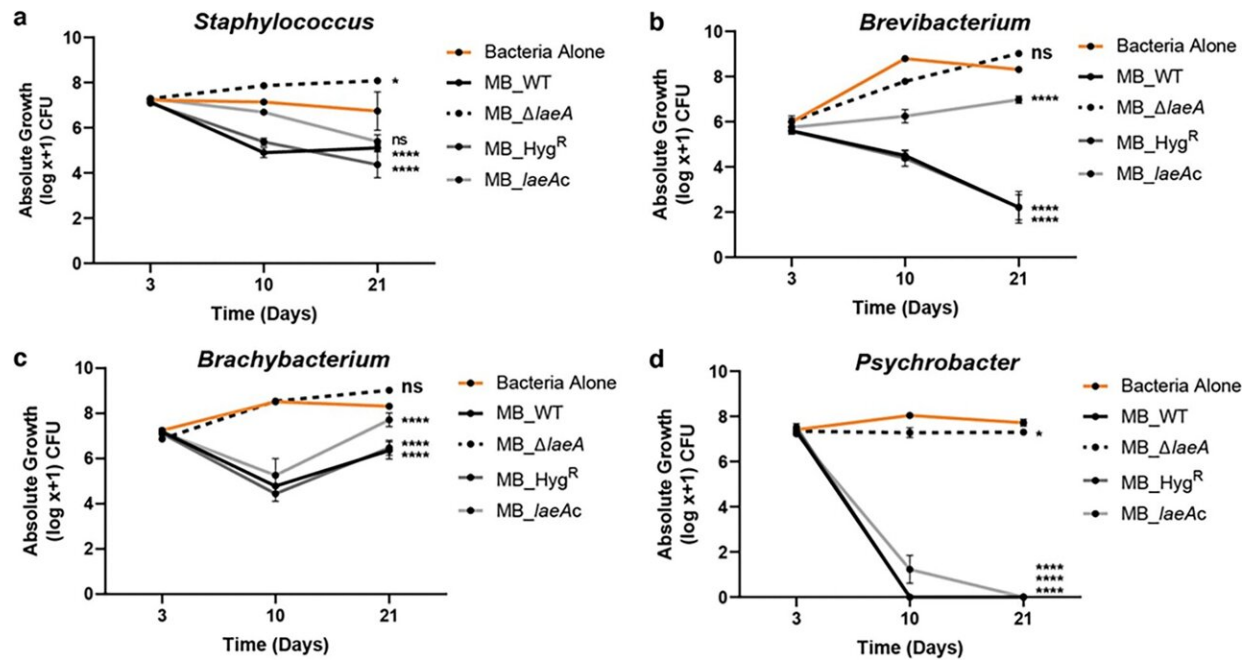 a
Staphylococcus
Absolute Growth
(log x+1) CFU
10
8
6
4
2
0
3
10
21
Time (Days)
*
ns
****
****
Bacteria Alone
MB_WT
MB_ΔlaeA
MB_Hyg^R
MB_laeAc
b
Brevibacterium
Absolute Growth
(log x+1) CFU
10
8
6
4
2
0
3
10
21
Time (Days)
ns
****
****
****
Bacteria Alone
MB_WT
MB_ΔlaeA
MB_Hyg^R
MB_laeAc
c
Brachybacterium
Absolute Growth
(log x+1) CFU
10
8
6
4
2
0
3
10
21
Time (Days)
ns
****
****
****
Bacteria Alone
MB_WT
MB_ΔlaeA
MB_Hyg^R
MB_laeAc
d
Psychrobacter
Absolute Growth
(log x+1) CFU
10
8
6
4
2
0
3
10
21
Time (Days)
*
****
****
****
Bacteria Alone
MB_WT
MB_ΔlaeA
MB_Hyg^R
MB_laeAc